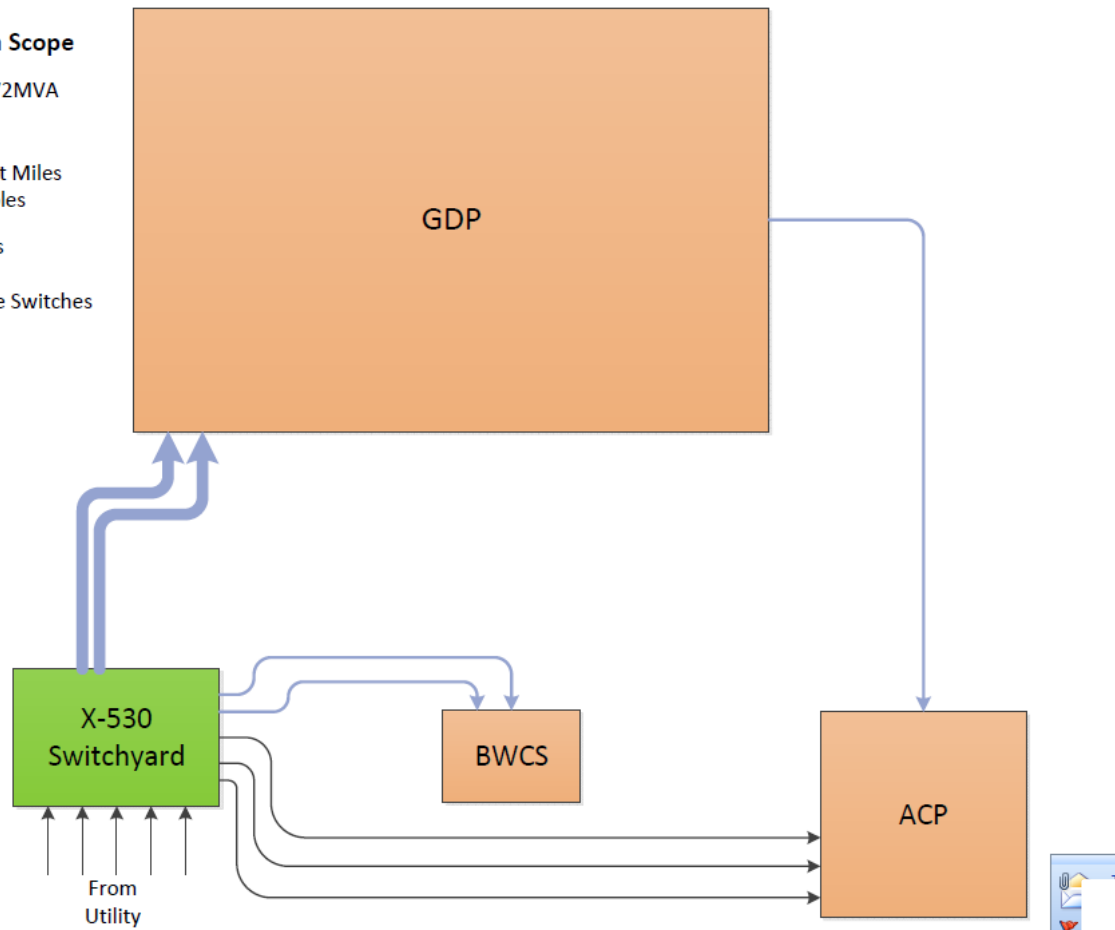 Scope
2MVA
t Miles
les
s
e Switches
GDP
X-530
Switchyard
BWCS
ACP
From
Utility